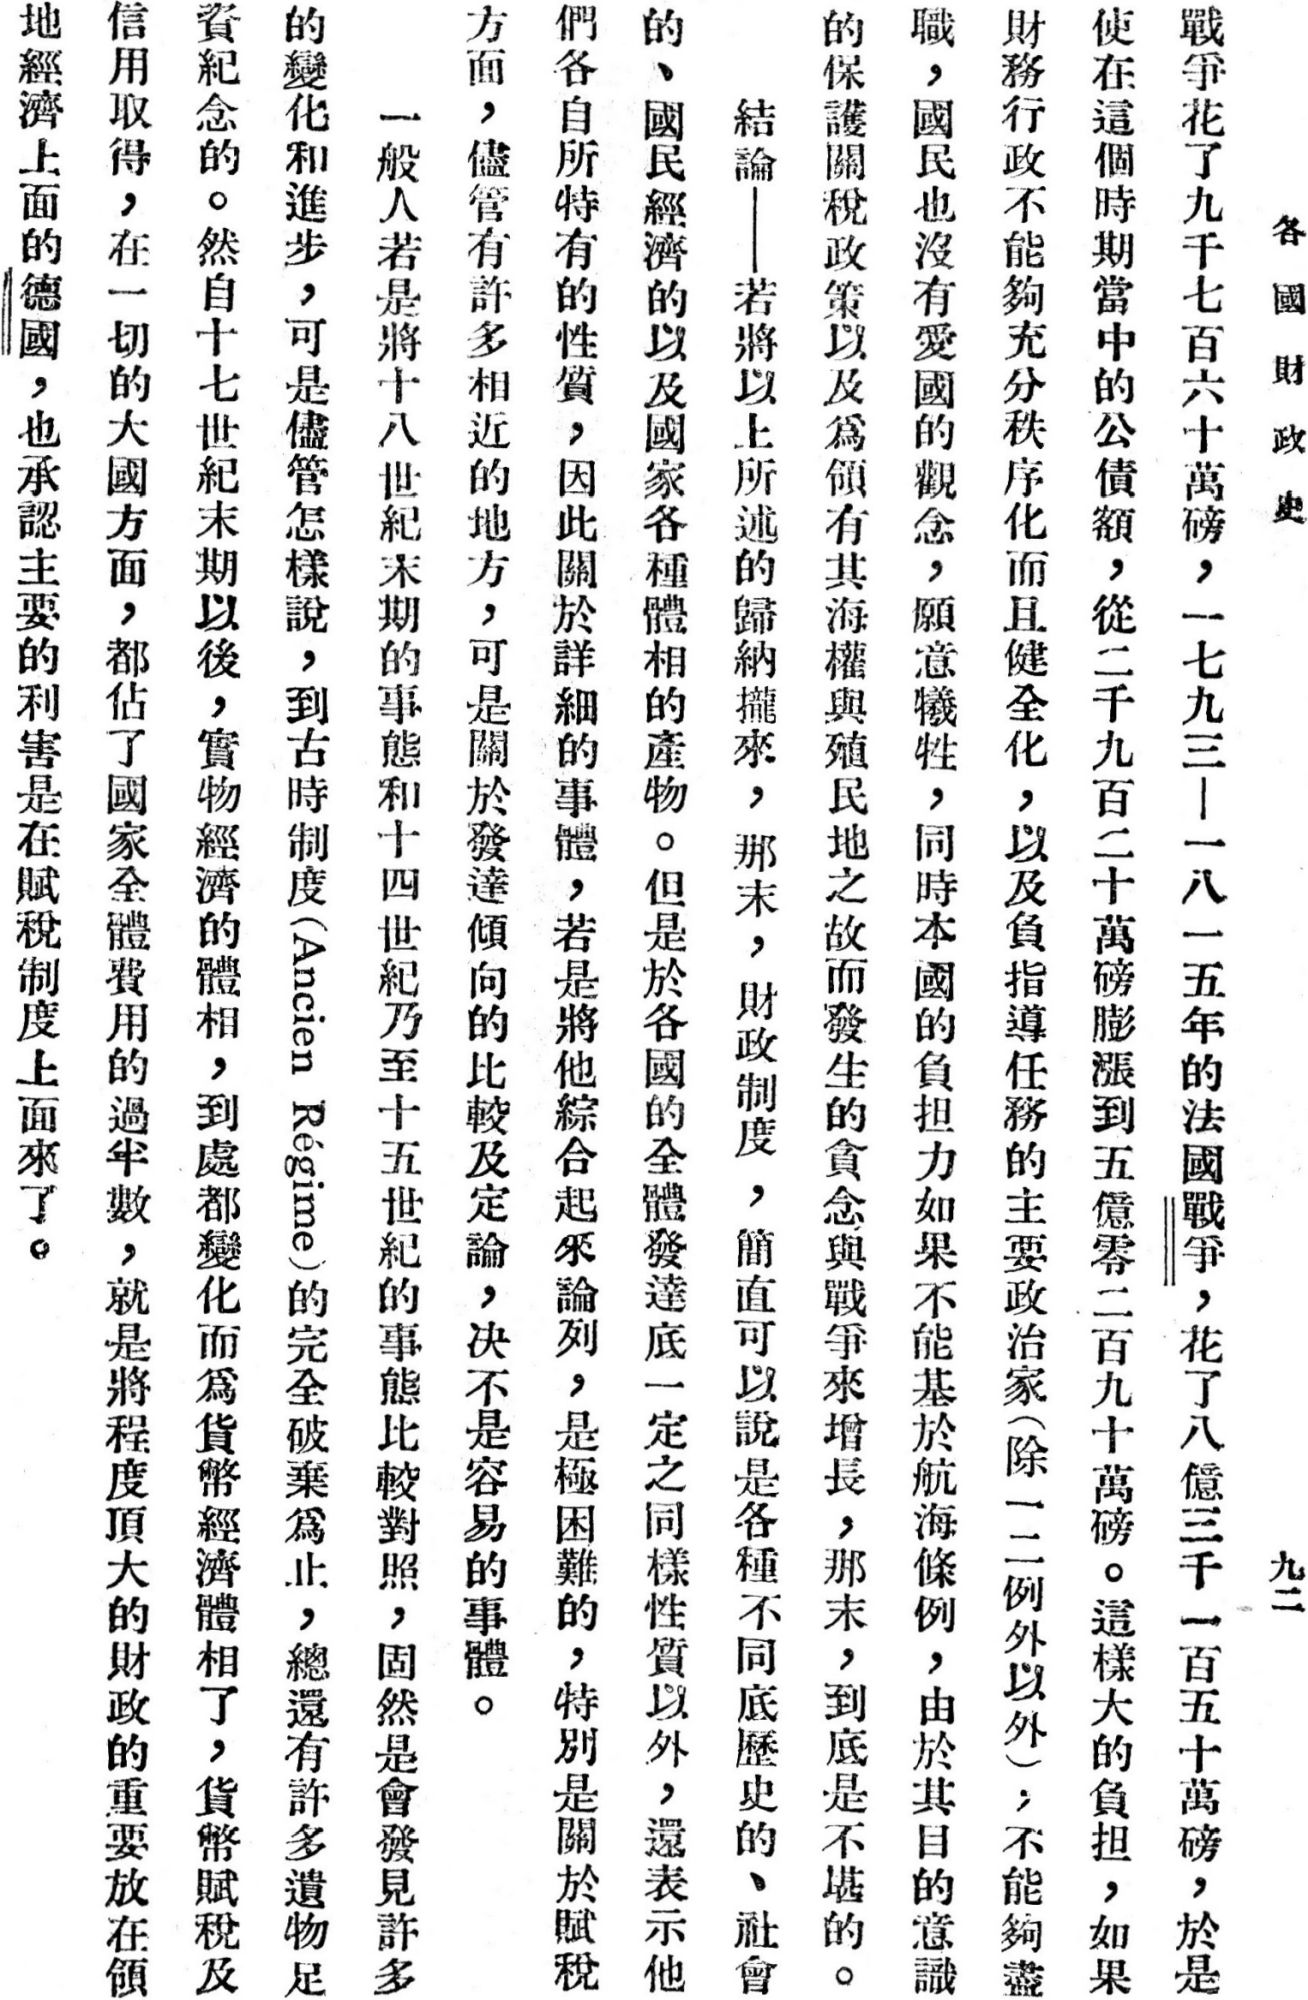 各國財政史
九二
戰爭花了九千七百六十萬磅，一七九三—一八一五年的法國戰爭，花了八億三千一百五十萬磅，於是
使在這個時期當中的公債額，從二千九百二十萬磅膨漲到五億零二百九十萬磅。這樣大的負担，如果
財務行政不能夠充分秩序化而且健全化，以及負指導任務的主要政治家（除一二例外以外），不能夠盡
職，國民也沒有愛國的觀念，願意犧牲，同時本國的負担力如果不能基於航海條例，由於其目的意識
的保護關稅政策以及爲領有其海權與殖民地之故而發生的貪念與戰爭來增長，那末，到底是不堪的。
結論——若將以上所述的歸納攏來，那末，財政制度，簡直可以說是各種不同底歷史的、社會
的、國民經濟的以及國家各種體相的產物。但是於各國的全體發達底一定之同樣性質以外，還表示他
們各自所特有的性質，因此關於詳細的事體，若是將他綜合起來論列，是極困難的，特別是關於賦稅
方面，儘管有許多相近的地方，可是關於發達傾向的比較及定論，決不是容易的事體。
一般人若是將十八世紀末期的事態和十四世紀乃至十五世紀的事態比較對照，固然是會發見許多
的變化和進步，可是儘管怎樣說，到古時制度（Ancien Régime）的完全破棄爲止，總還有許多遺物足
資紀念的。然自十七世紀末期以後，實物經濟的體相，到處都變化而爲貨幣經濟體相了，貨幣賦稅及
信用取得，在一切的大國方面，都佔了國家全體費用的過半數，就是將程度頂大的財政的重要放在領
地經濟上面的德國，也承認主要的利害是在賦稅制度上面來了。